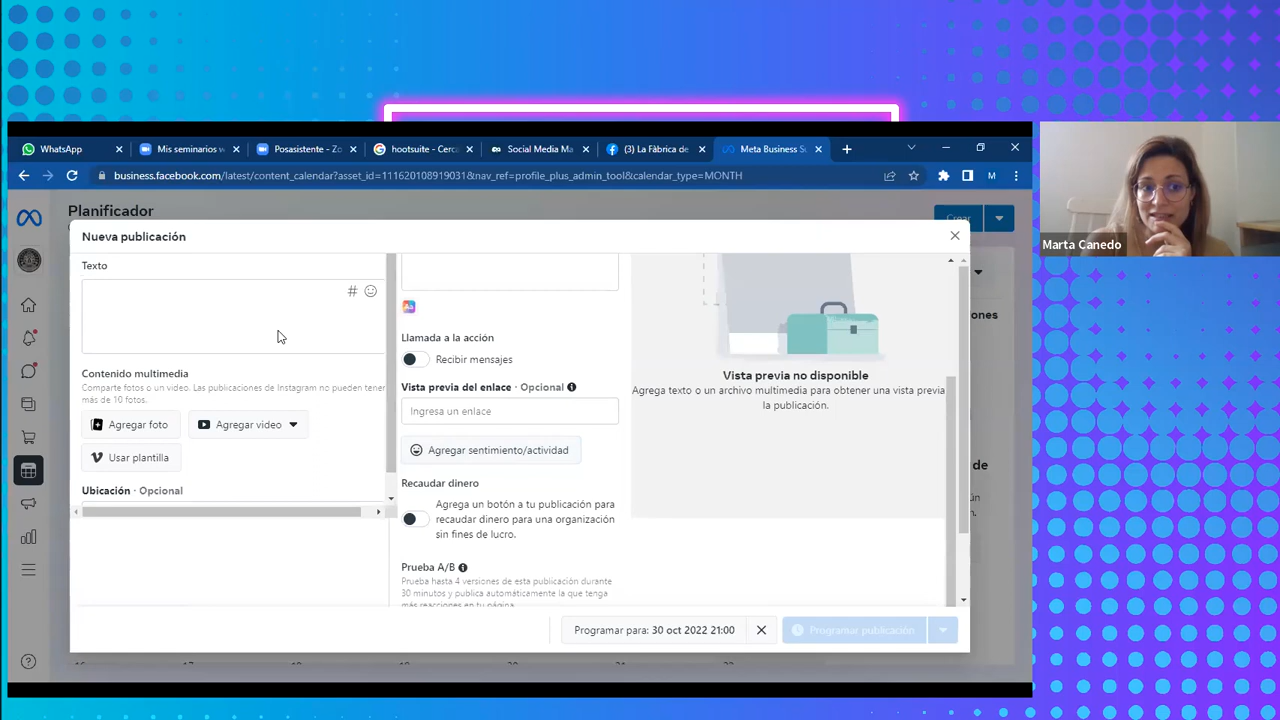 WhatsApp
Mis seminarios w
Posasistente - Zo
hootsuite - Cerca
Social Media Ma
(3) La Fàbrica de
Meta Business Su
business.facebook.com/latest/content_calendar?asset_id=111620108919031&nav_ref=profile_plus_admin_tool&calendar_type=MONTH
M
Planificador
Crear
Nueva publicación
Marta Canedo
Texto
#
Aa
Llamada a la acción
Recibir mensajes
Contenido multimedia
Comparte fotos o un video. Las publicaciones de Instagram no pueden tener
más de 10 fotos.
Agregar foto
Agregar video
Usar plantilla
Ubicación · Opcional
Vista previa del enlace · Opcional
Ingresa un enlace
Agregar sentimiento/actividad
Recaudar dinero
Agrega un botón a tu publicación para
recaudar dinero para una organización
sin fines de lucro.
Prueba A/B
Prueba hasta 4 versiones de esta publicación durante
30 minutos y publica automáticamente la que tenga
más reacciones en tu página.
Vista previa no disponible
Agrega texto o un archivo multimedia para obtener una vista previa
la publicación.
iones
de
ún
n.
Programar para: 30 oct 2022 21:00
Programar publicación